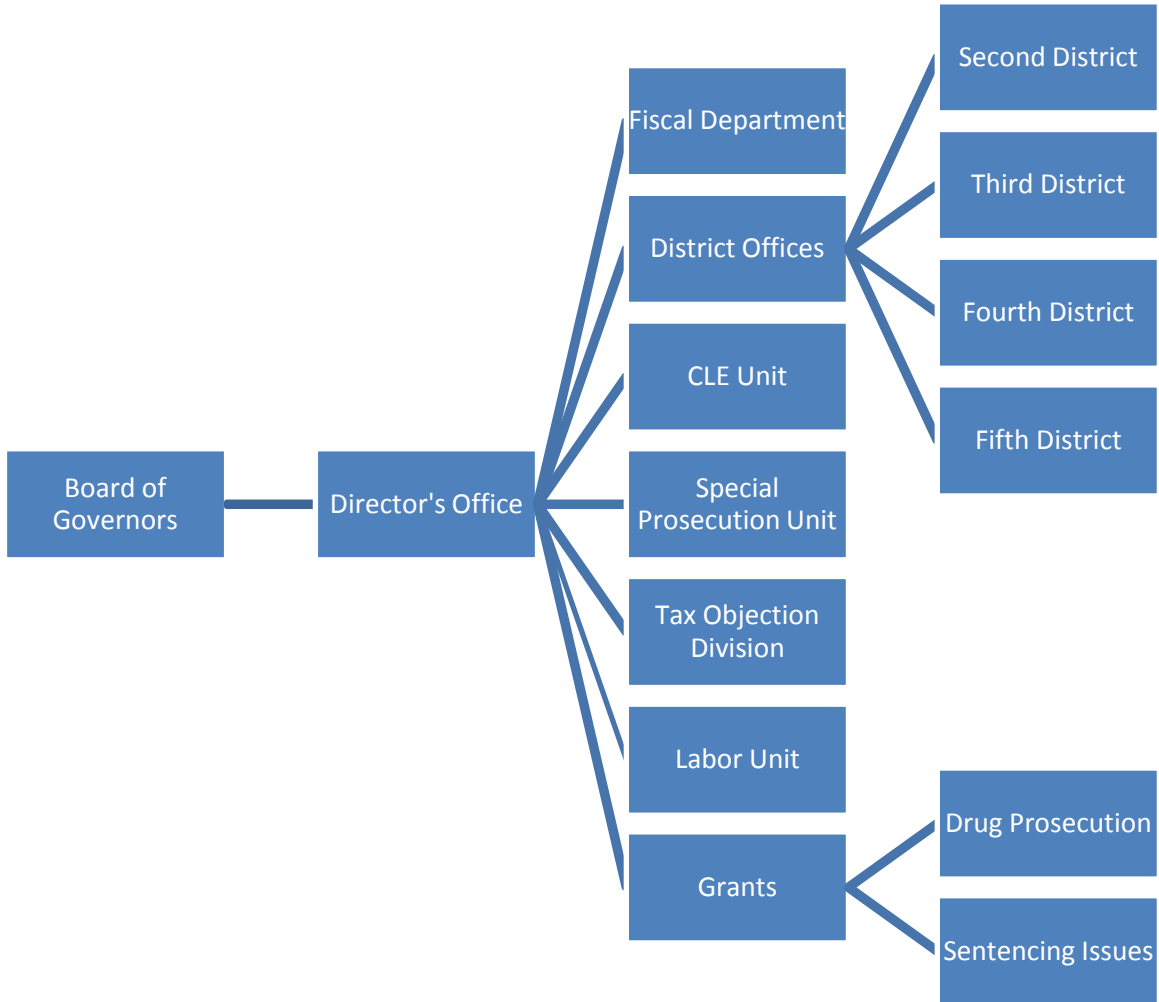 Second District
Fiscal Department
Third District
District Offices
Fourth District
CLE Unit
Fifth District
Board of
Governors
Director's Office
Special
Prosecution Unit
Tax Objection
Division
Labor Unit
Drug Prosecution
Grants
Sentencing Issues